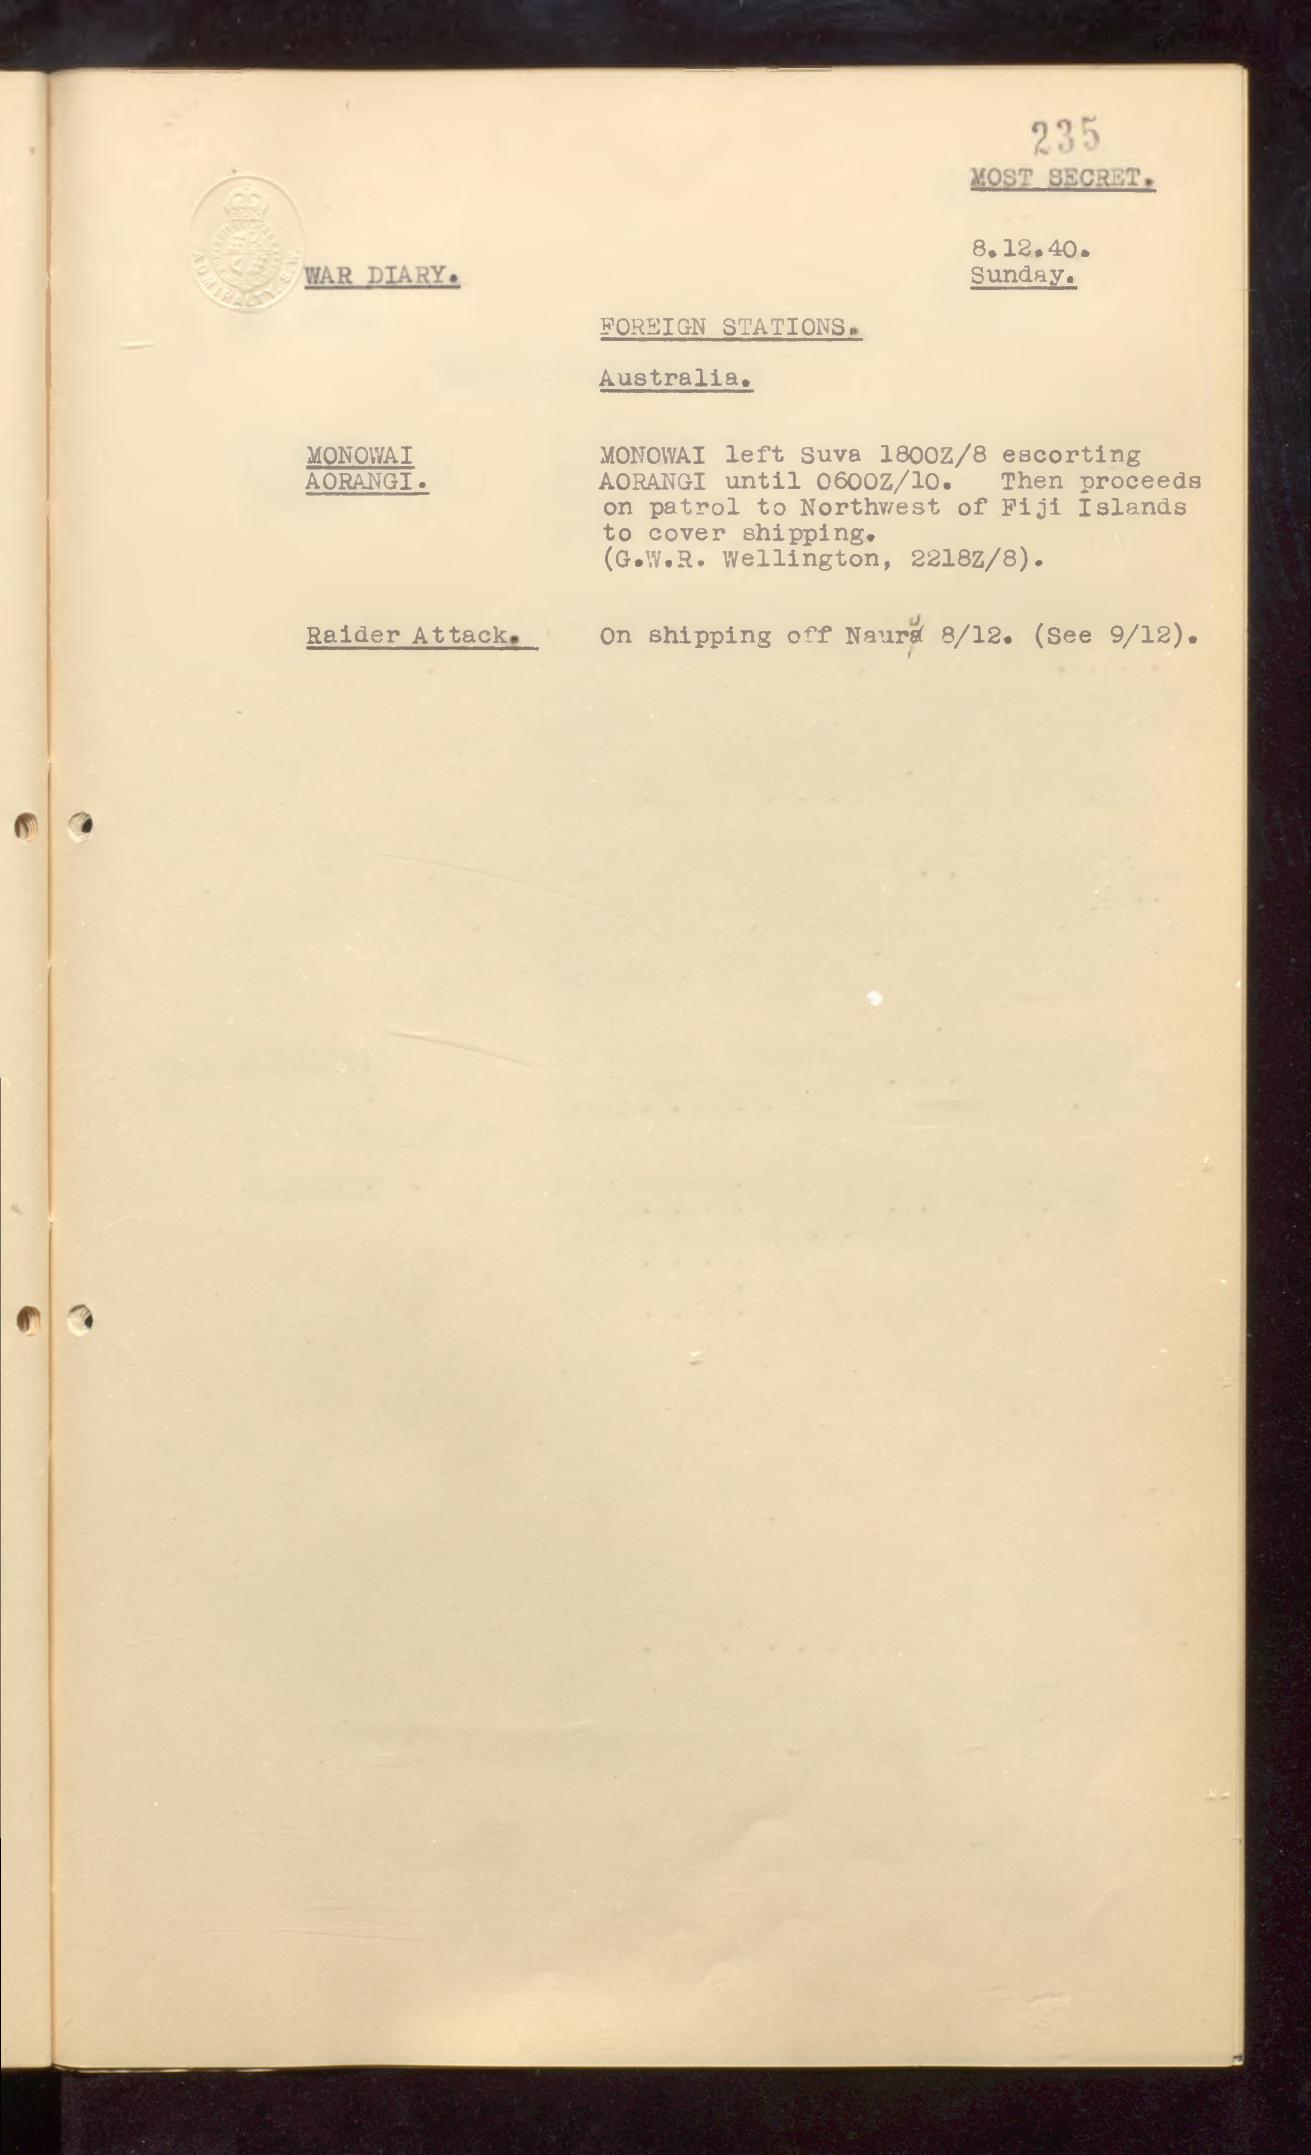 235
MOST SECRET.
8.12.40.
Sunday.
ADMIRALTY. S.W.
WAR DIARY.
FOREIGN STATIONS.
Australia.
MONOWAI
AORANGI.
MONOWAI left Suva 1800Z/8 escorting
AORANGI until 0600Z/10. Then proceeds
on patrol to Northwest of Fiji Islands
to cover shipping.
(G.W.R. Wellington, 2218Z/8).
Raider Attack.
On shipping off Nauru 8/12. (See 9/12).